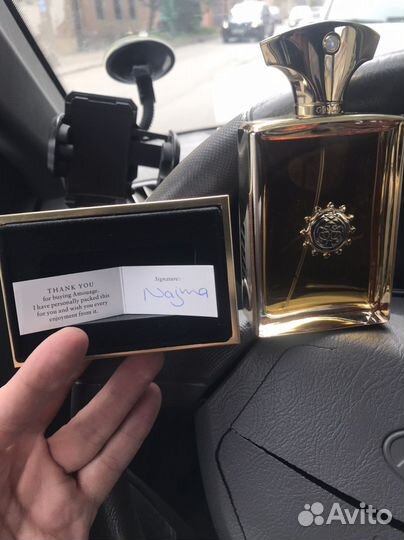 THANK YOU
for buying Amouage.
I have personally packed this
for you and wish you every
enjoyment from it.
Signature:
Najma
Avito